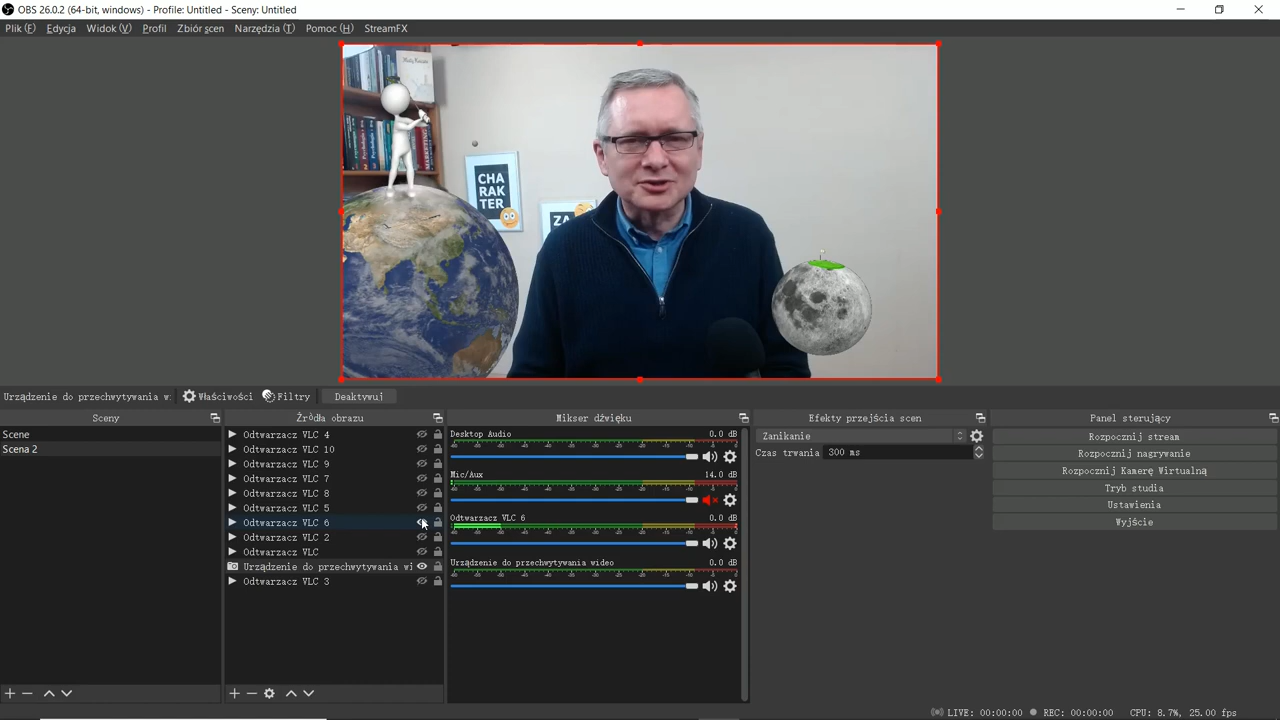 OBS 26.0.2 (64-bit, windows) - Profile: Untitled - Sceny: Untitled
Plik (F) Edycja Widok (V) Profil Zbiór scen Narzędzia (T) Pomoc (H) StreamFX
CHA
RAK
TER
ZA
MARKETING
Urządzenie do przechwytywania w: Właściwości Filtry Deaktywuj
Sceny
Scene
Scena 2
Źródła obrazu
Odtwarzacz VLC 4
Odtwarzacz VLC 10
Odtwarzacz VLC 9
Odtwarzacz VLC 7
Odtwarzacz VLC 8
Odtwarzacz VLC 5
Odtwarzacz VLC 6
Odtwarzacz VLC 2
Odtwarzacz VLC
Urządzenie do przechwytywania wi
Odtwarzacz VLC 3
Mikser dźwięku
Desktop Audio 0.0 dB
Mic/Aux 14.0 dB
Odtwarzacz VLC 6 0.0 dB
Urządzenie do przechwytywania wideo 0.0 dB
Efekty przejścia scen
Zanikanie
Czas trwania 300 ms
Panel sterujący
Rozpocznij stream
Rozpocznij nagrywanie
Rozpocznij Kamerę Wirtualną
Tryb studia
Ustawienia
Wyjście
LIVE: 00:00:00 REC: 00:00:00 CPU: 8.7%, 25.00 fps